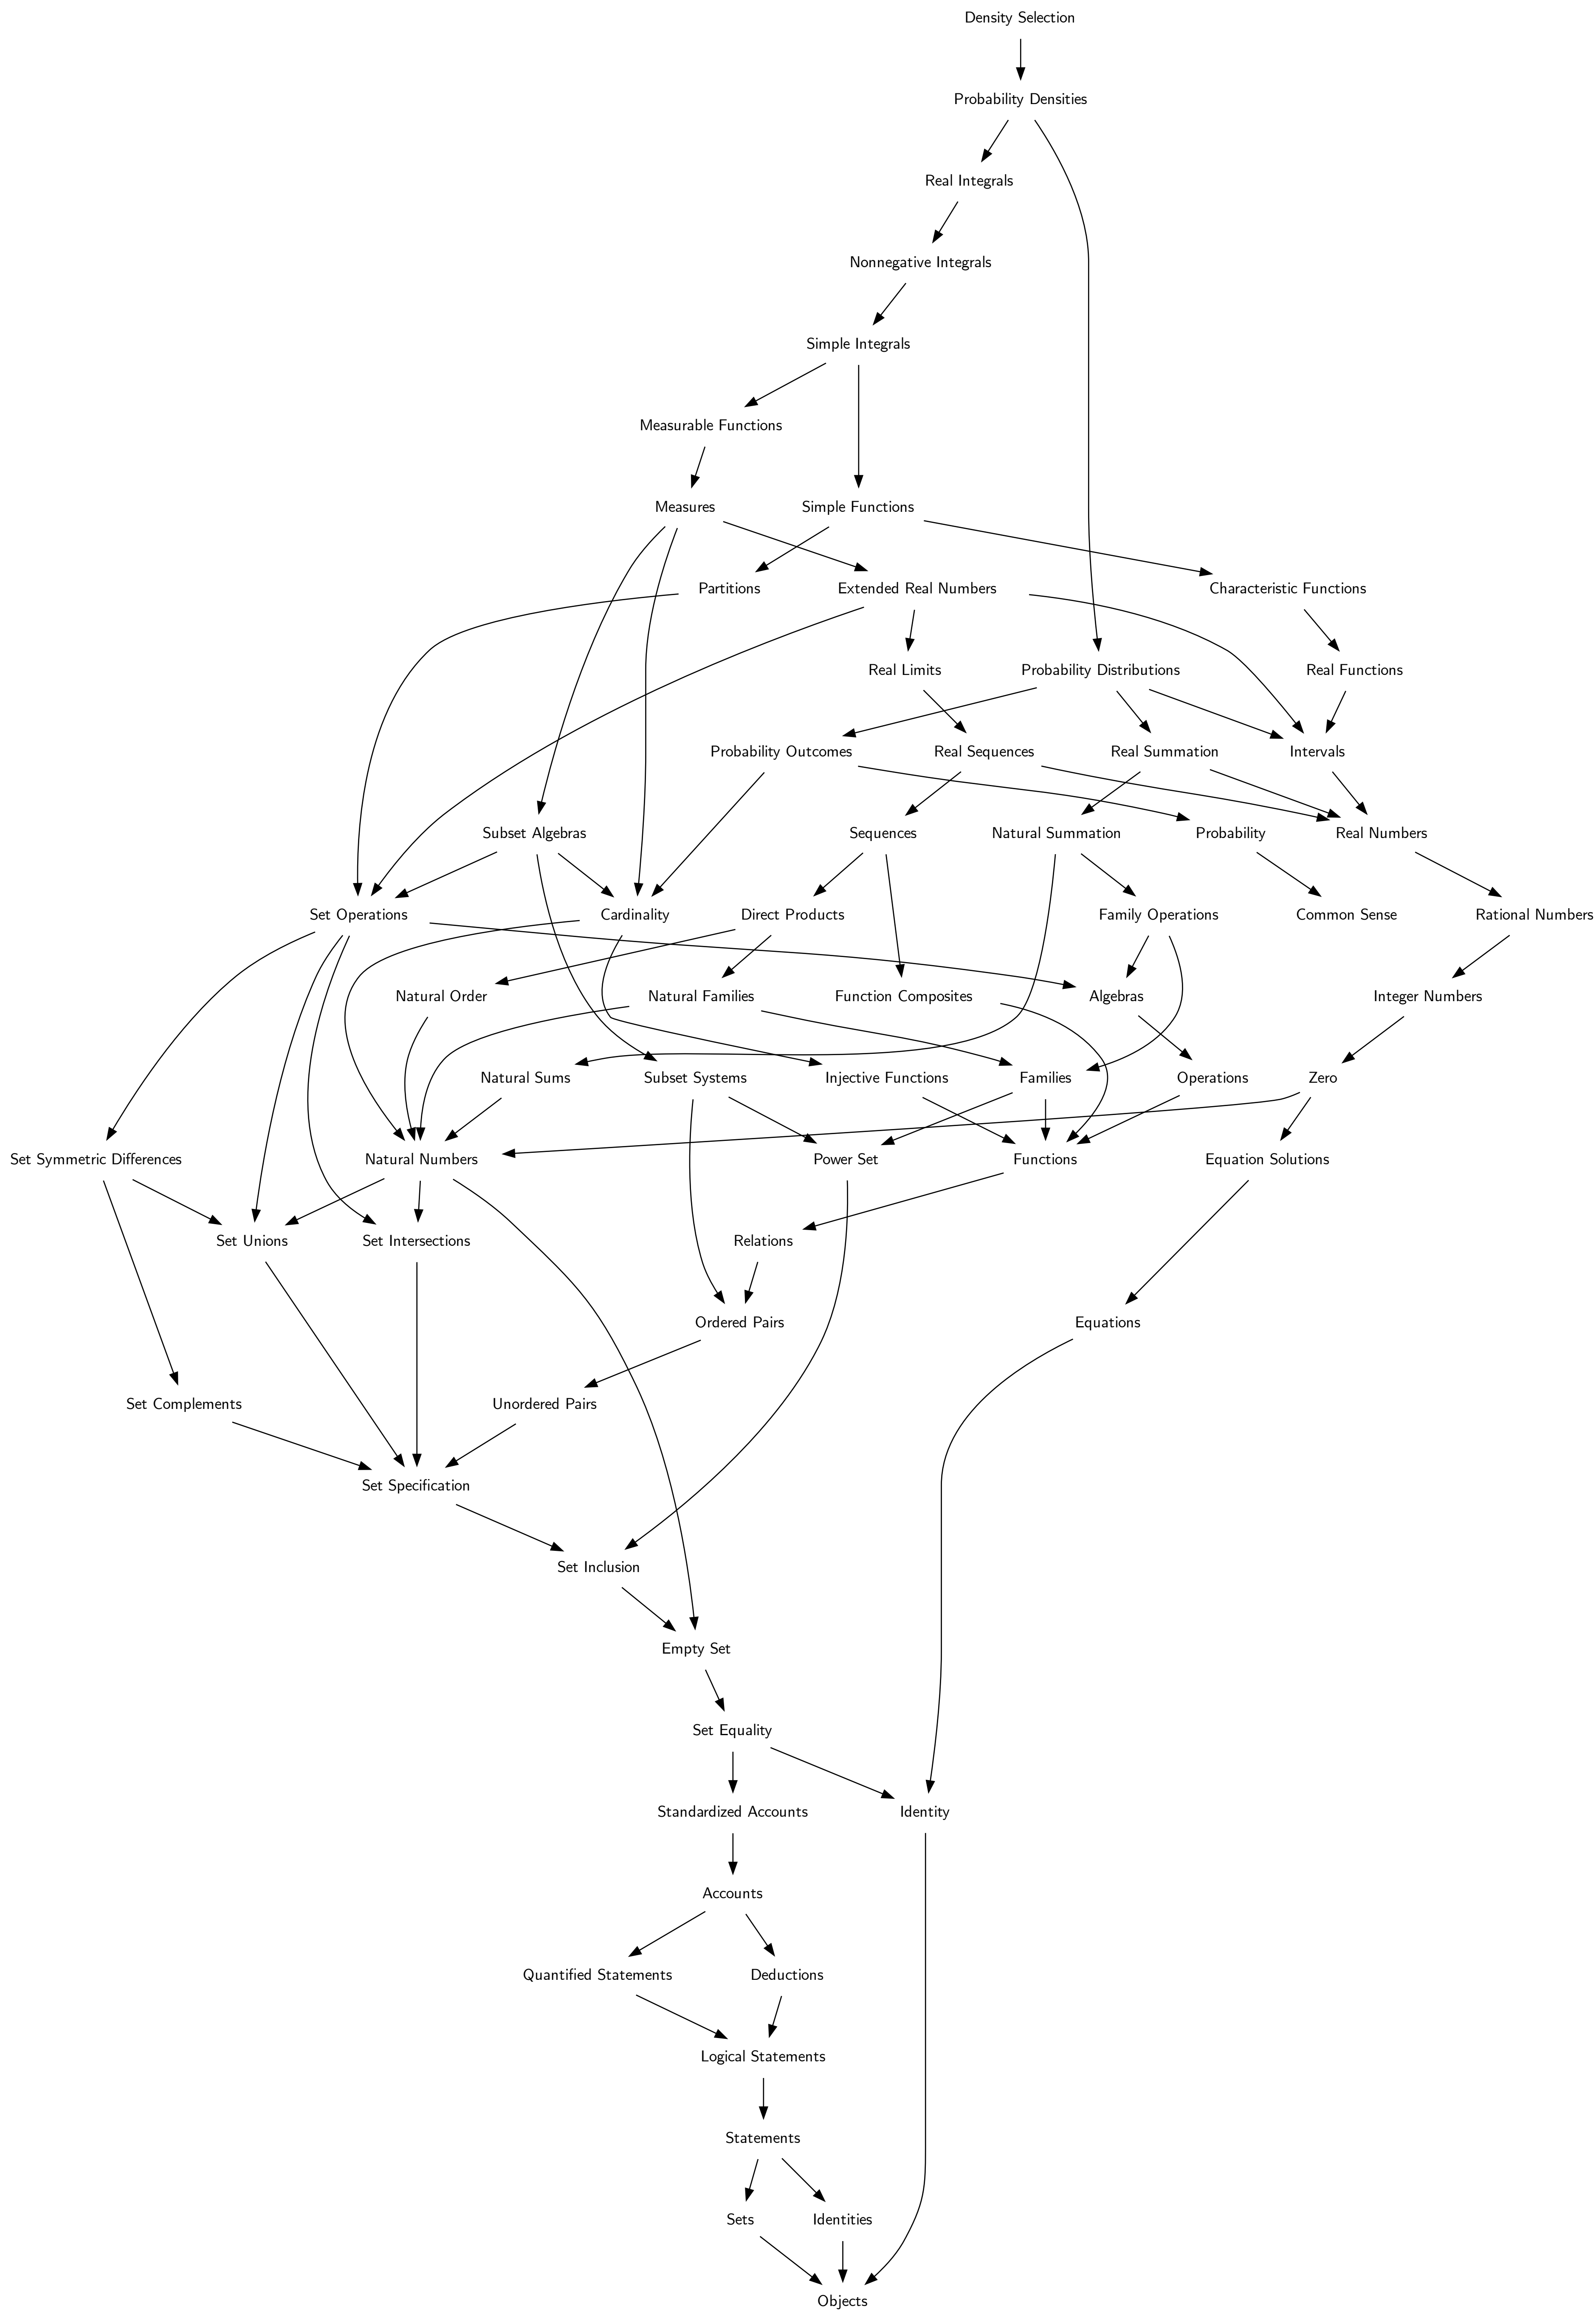 Density Selection
Probability Densities
Real Integrals
Nonnegative Integrals
Simple Integrals
Measurable Functions
Measures
Simple Functions
Partitions
Extended Real Numbers
Characteristic Functions
Real Limits
Probability Distributions
Real Functions
Probability Outcomes
Real Sequences
Real Summation
Intervals
Subset Algebras
Sequences
Natural Summation
Probability
Real Numbers
Set Operations
Cardinality
Direct Products
Family Operations
Common Sense
Rational Numbers
Natural Order
Natural Families
Function Composites
Algebras
Integer Numbers
Natural Sums
Subset Systems
Injective Functions
Families
Operations
Zero
Set Symmetric Differences
Natural Numbers
Power Set
Functions
Equation Solutions
Set Unions
Set Intersections
Relations
Ordered Pairs
Equations
Set Complements
Unordered Pairs
Set Specification
Set Inclusion
Empty Set
Set Equality
Standardized Accounts
Identity
Accounts
Quantified Statements
Deductions
Logical Statements
Statements
Sets
Identities
Objects